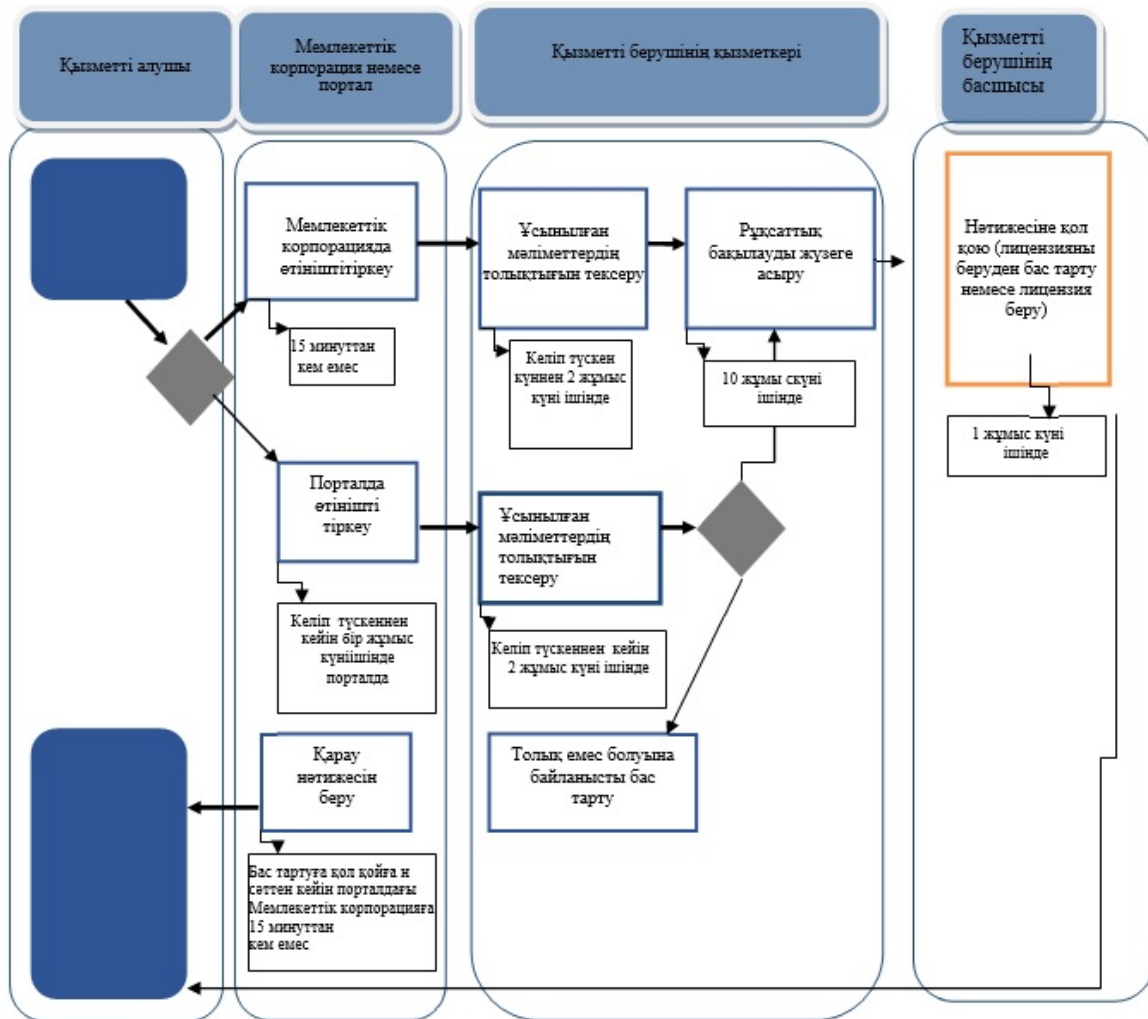 Қызметті алушы
Мемлекеттік
корпорация немесе
портал
Қызметті берушінің қызметкері
Қызметті
берушінің
басшысы
Мемлекеттік
корпорацияда
өтініштітіркеу
15 минуттан
кем емес
Ұсынылған
мәліметтердің
толықтығын тексеру
Келіп түскен
күннен 2 жұмыс
күні ішінде
Рұқсаттық
бақылауды жүзеге
асыру
10 жұмы скүні
ішінде
Нәтижесіне қол
қою (лицензияны
беруден бас тарту
немесе лицензия
беру)
1 жұмыс күні
ішінде
Порталда
өтінішті
тіркеу
Келіп түскеннен
кейін бір жұмыс
күніішінде
порталда
Ұсынылған
мәліметтердің
толықтығын
тексеру
Келіп түскеннен кейін
2 жұмыс күні ішінде
Толық емес болуына
байланысты бас
тарту
Қарау
нәтижесін
беру
Бас тартуға қол қойға н
сәттен кейін порталдағы
Мемлекеттік корпорацияға
15 минуттан
кем емес